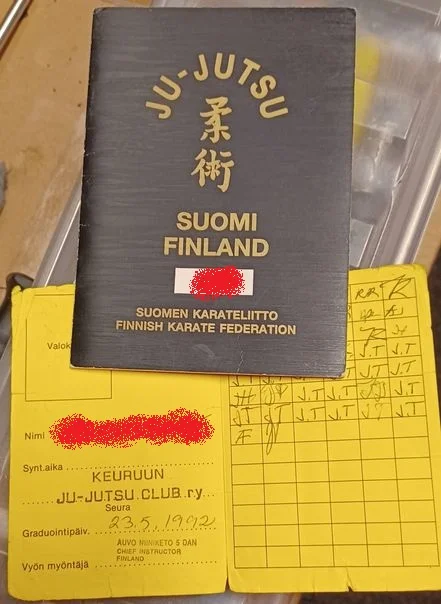 JU-JUTSU
柔
術
SUOMI
FINLAND
SUOMEN KARATELIITTO
FINNISH KARATE FEDERATION
Valok
Nimi
Synt.aika
KEURUUN
JU-JUTSU CLUB ry
Seura
Graduointipäiv. 23.5.1992
AUVO NIINIKETO 5 DAN
CHIEF INSTRUCTOR
FINLAND
Vyön myöntäjä
J.T J.T
J.T J.T
J.T J.T
J.T